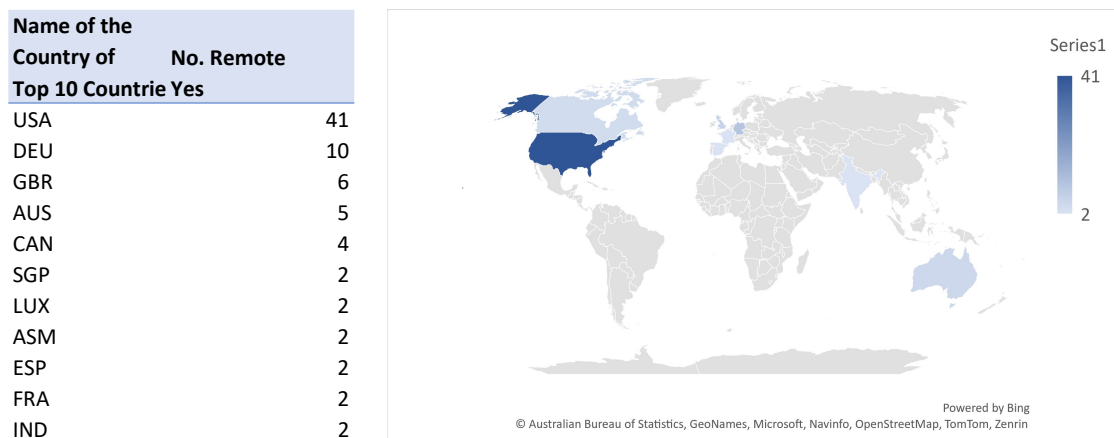 Name of the
Country of No. Remote
Top 10 Countrie Yes
USA 41
DEU 10
GBR 6
AUS 5
CAN 4
SGP 2
LUX 2
ASM 2
ESP 2
FRA 2
IND 2
Series1
41
2
Powered by Bing
© Australian Bureau of Statistics, GeoNames, Microsoft, Navinfo, OpenStreetMap, TomTom, Zenrin